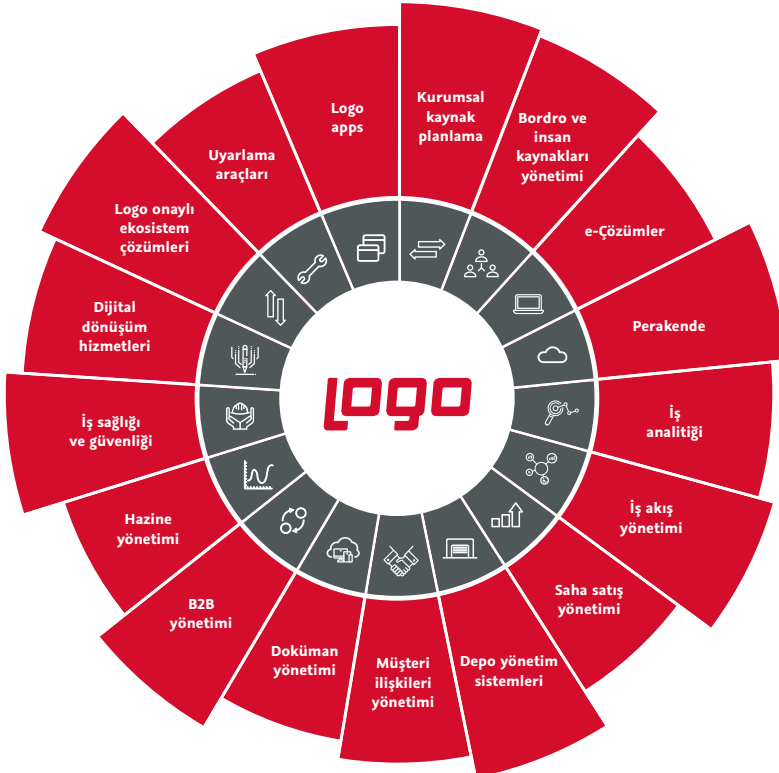 Kurumsal
kaynak
planlama
Bordro ve
insan
kaynakları
yönetimi
e-Çözümler
Perakende
İş
analitiği
İş akış
yönetimi
Saha satış
yönetimi
Depo yönetim
sistemleri
Müşteri
ilişkileri
yönetimi
Doküman
yönetimi
B2B
yönetimi
Hazine
yönetimi
İş sağlığı
ve güvenliği
Dijital
dönüşüm
hizmetleri
Logo onaylı
ekosistem
çözümleri
Uyarlama
araçları
Logo
apps
Logo